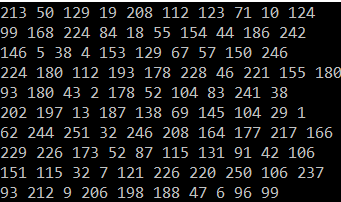 213 50 129 19 208 112 123 71 10 124
99 168 224 84 18 55 154 44 186 242
146 5 38 4 153 129 67 57 150 246
224 180 112 193 178 228 46 221 155 180
93 180 43 2 178 52 104 83 241 38
202 197 13 187 138 69 145 104 29 1
62 244 251 32 246 208 164 177 217 166
229 226 173 52 87 115 131 91 42 106
151 115 32 7 121 226 220 250 106 237
93 212 9 206 198 188 47 6 96 99